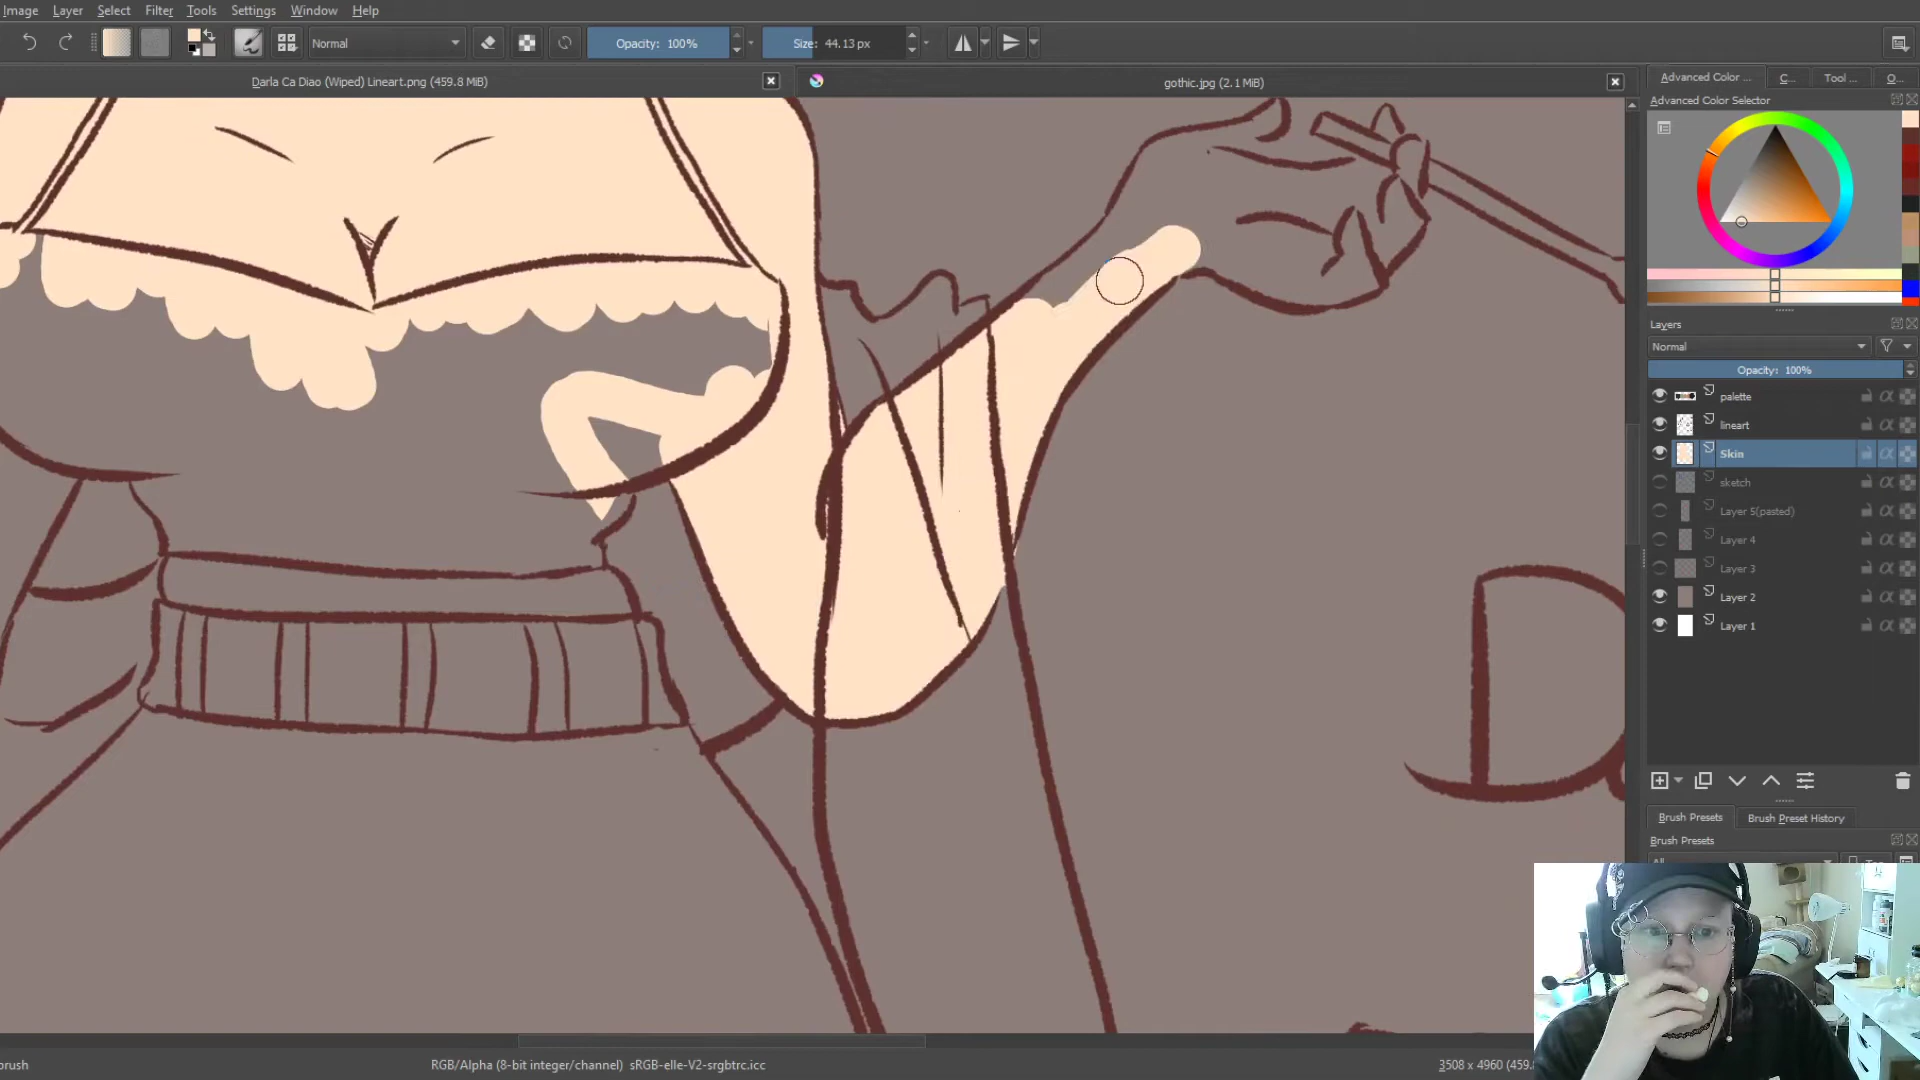 Image Layer Select Filter Tools Settings Window Help
Normal Opacity: 100% Size: 44.13 px
Darla Ca Diao (Wiped) Lineart.png (459.8 MiB) gothic.jpg (2.1 MiB)
Advanced Color ... C... Tool ... O...
Advanced Color Selector
Layers
Normal
Opacity: 100%
palette
lineart
Skin
sketch
Layer 5(pasted)
Layer 4
Layer 3
Layer 2
Layer 1
Brush Presets Brush Preset History
Brush Presets
brush RGB/Alpha (8-bit integer/channel) sRGB-elle-V2-srgbtrc.icc 3508 x 4960 (459.